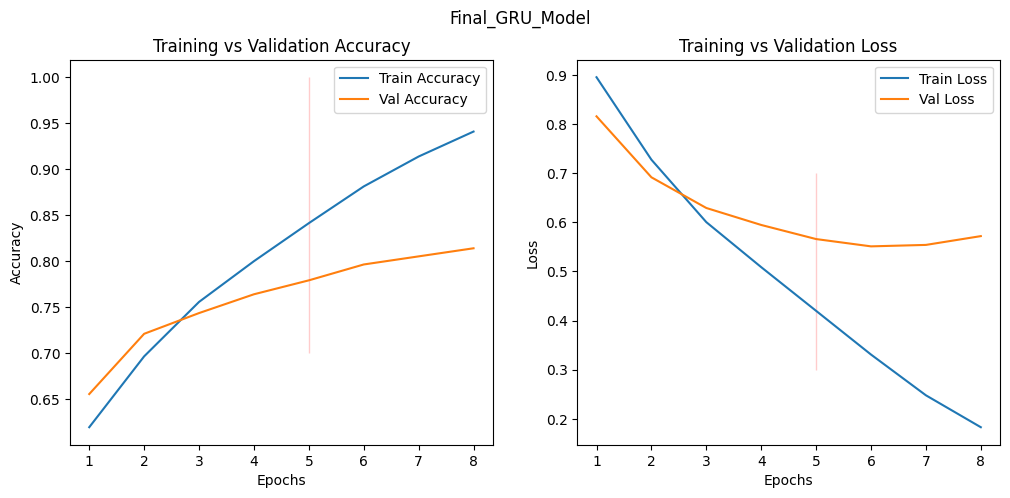 Final_GRU_Model
Training vs Validation Accuracy
Train Accuracy
Val Accuracy
1.00
0.95
0.90
0.85
0.80
0.75
0.70
0.65
Accuracy
1 2 3 4 5 6 7 8
Epochs
Training vs Validation Loss
Train Loss
Val Loss
0.9
0.8
0.7
0.6
0.5
0.4
0.3
0.2
Loss
1 2 3 4 5 6 7 8
Epochs